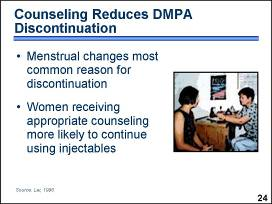 Counseling Reduces DMPA
Discontinuation
• Menstrual changes most
common reason for
discontinuation
• Women receiving
appropriate counseling
more likely to continue
using injectables
Source: Lei, 1996
24